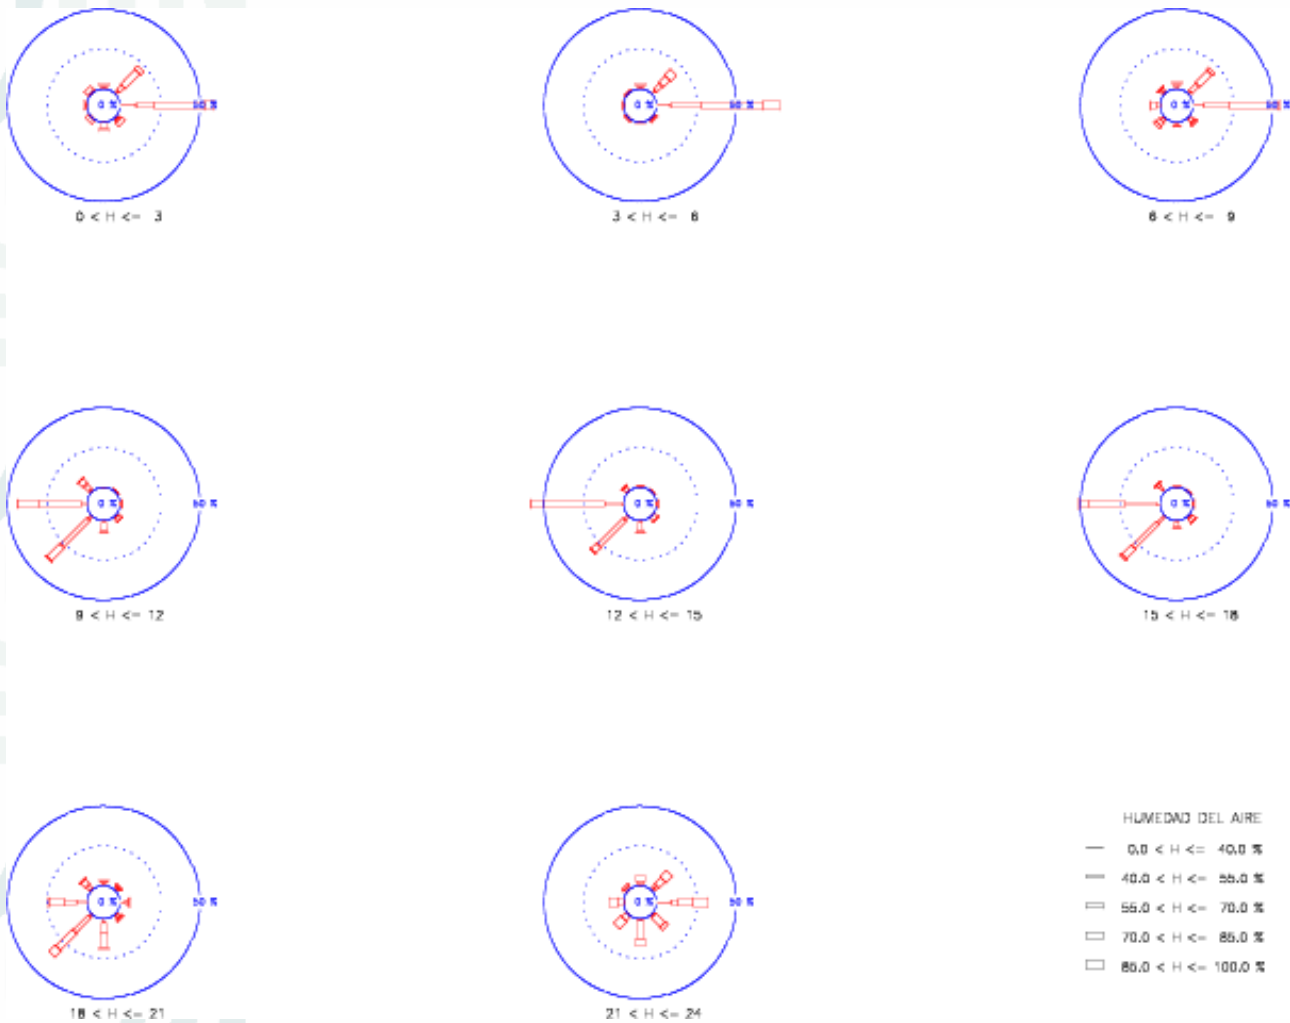 0 % 50 %
0 < H <= 3
0 % 50 %
3 < H <= 6
0 % 50 %
6 < H <= 9
0 % 50 %
9 < H <= 12
0 % 50 %
12 < H <= 15
0 % 50 %
15 < H <= 18
0 % 50 %
18 < H <= 21
0 % 50 %
21 < H <= 24
HUMEDAD DEL AIRE
0.0 < H <= 40.0 %
40.0 < H <= 55.0 %
55.0 < H <= 70.0 %
70.0 < H <= 85.0 %
85.0 < H <= 100.0 %